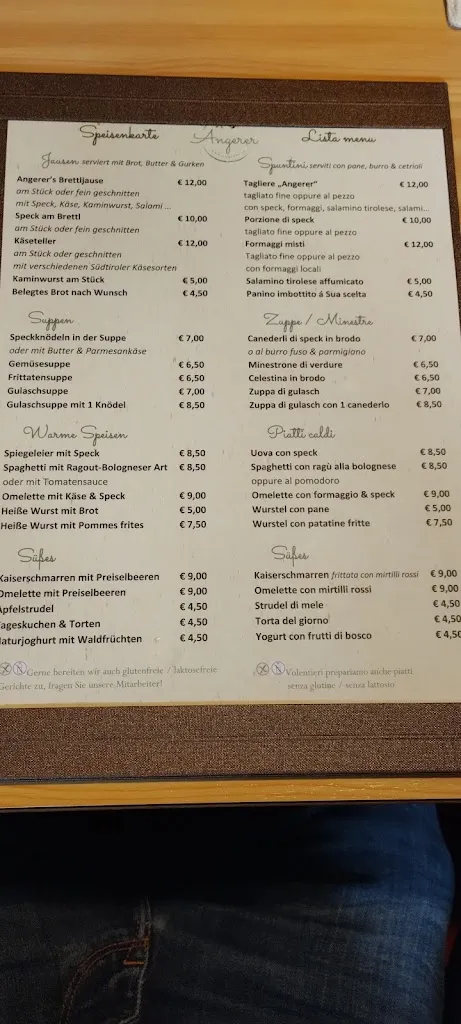 Speisenkarte
Angerer
Lista menu
Jausen serviert mit Brot, Butter & Gurken
Angerer's Brettljause € 12,00
am Stück oder fein geschnitten
mit Speck, Käse, Kaminwurst, Salami ...
Speck am Brettl € 10,00
am Stück oder fein geschnitten
Käseteller € 12,00
am Stück oder geschnitten
mit verschiedenen Südtiroler Käsesorten
Kaminwurst am Stück € 5,00
Belegtes Brot nach Wunsch € 4,50
Suppen
Speckknödeln in der Suppe € 7,00
oder mit Butter & Parmesankäse
Gemüsesuppe € 6,50
Frittatensuppe € 6,50
Gulaschsuppe € 7,00
Gulaschsuppe mit 1 Knödel € 8,50
Warme Speisen
Spiegeleier mit Speck € 8,50
Spaghetti mit Ragout-Bologneser Art € 8,50
oder mit Tomatensauce
Omelette mit Käse & Speck € 9,00
Heiße Wurst mit Brot € 5,00
Heiße Wurst mit Pommes frites € 7,50
Süßes
Kaiserschmarren mit Preiselbeeren € 9,00
Omelette mit Preiselbeeren € 9,00
Apfelstrudel € 4,50
Tageskuchen & Torten € 4,50
Naturjoghurt mit Waldfrüchten € 4,50
Gerne bereiten wir auch glutenfreie / laktosefreie
Gerichte zu, fragen Sie unsere Mitarbeiter!
Spuntini serviti con pane, burro & cetrioli
Tagliere „Angerer" € 12,00
tagliato fine oppure al pezzo
con speck, formaggi, salamino tirolese, salami...
Porzione di speck € 10,00
tagliato fine oppure al pezzo
Formaggi misti € 12,00
Tagliato fine oppure al pezzo
con formaggi locali
Salamino tirolese affumicato € 5,00
Panino imbottito á Sua scelta € 4,50
Zuppe / Minestre
Canederli di speck in brodo € 7,00
o al burro fuso & parmigiano
Minestrone di verdure € 6,50
Celestina in brodo € 6,50
Zuppa di gulasch € 7,00
Zuppa di gulasch con 1 canederlo € 8,50
Piatti caldi
Uova con speck € 8,50
Spaghetti con ragù alla bolognese € 8,50
oppure al pomodoro
Omelette con formaggio & speck € 9,00
Wurstel con pane € 5,00
Wurstel con patatine fritte € 7,50
Süßes
Kaiserschmarren frittata con mirtilli rossi € 9,00
Omelette con mirtilli rossi € 9,00
Strudel di mele € 4,50
Torta del giorno € 4,50
Yogurt con frutti di bosco € 4,50
Volentieri prepariamo anche piatti
senza glutine / senza lattosio